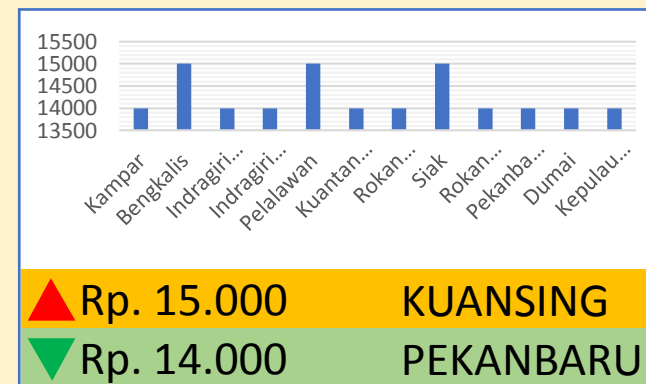 15500
15000
14500
14000
13500
Kampar
Bengkalis
Indragiri...
Indragiri...
Pelalawan
Kuantan...
Rokan...
Siak
Rokan...
Pekanba...
Dumai
Kepulau...
Rp. 15.000 KUANSING
Rp. 14.000 PEKANBARU